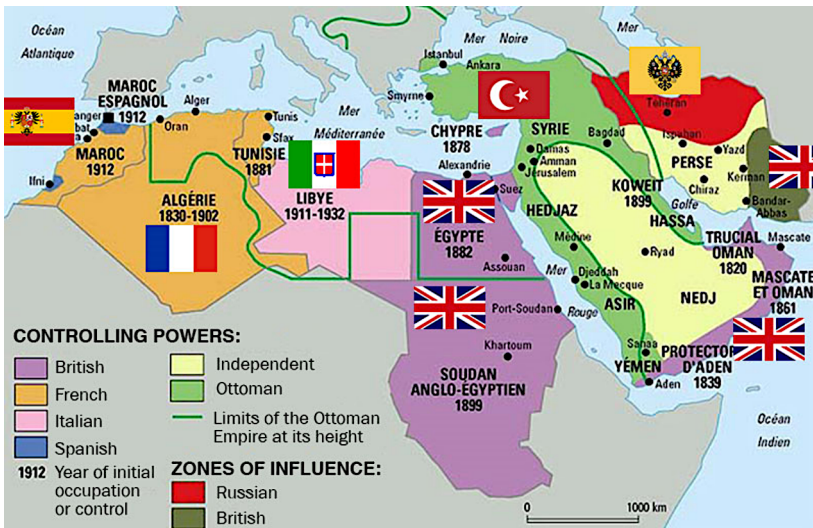 Océan
Atlantique
Mer Noire
Mer
Istanbul
Ankara
MAROC
ESPAGNOL
1912
Alger
Tunis
Smyrne
Téhéran
anger
Oran
Mer
Méditerranée
CHYPRE
1878
SYRIE
Bagdad
Ispahan
bat
a
Sfax
Damas
Yazd
MAROC
1912
TUNISIE
1881
Alexandrie
Amman
Jérusalem
PERSE
Kerman
Ifni
LIBYE
1911-1932
Suez
KOWEIT
1899
Chiraz
ALGÉRIE
1830-1902
HEDJAZ
Golfe
Bandar-
Abbas
HASSA
ÉGYPTE
1882
Médine
TRUCIAL
OMAN
1820
Mascate
Assouan
Ryad
Mer
Djeddah
La Mecque
MASCATE
ET OMAN
1861
NEDJ
Port-Soudan
Rouge
ASIR
Khartoum
Sanaa
PROTECTOR
D'ADEN
1839
YÉMEN
Aden
SOUDAN
ANGLO-ÉGYPTIEN
1899
Océan
Indien
CONTROLLING POWERS:
British
French
Italian
Spanish
1912 Year of initial
occupation
or control
Independent
Ottoman
Limits of the Ottoman
Empire at its height
ZONES OF INFLUENCE:
Russian
British
0 1000 km